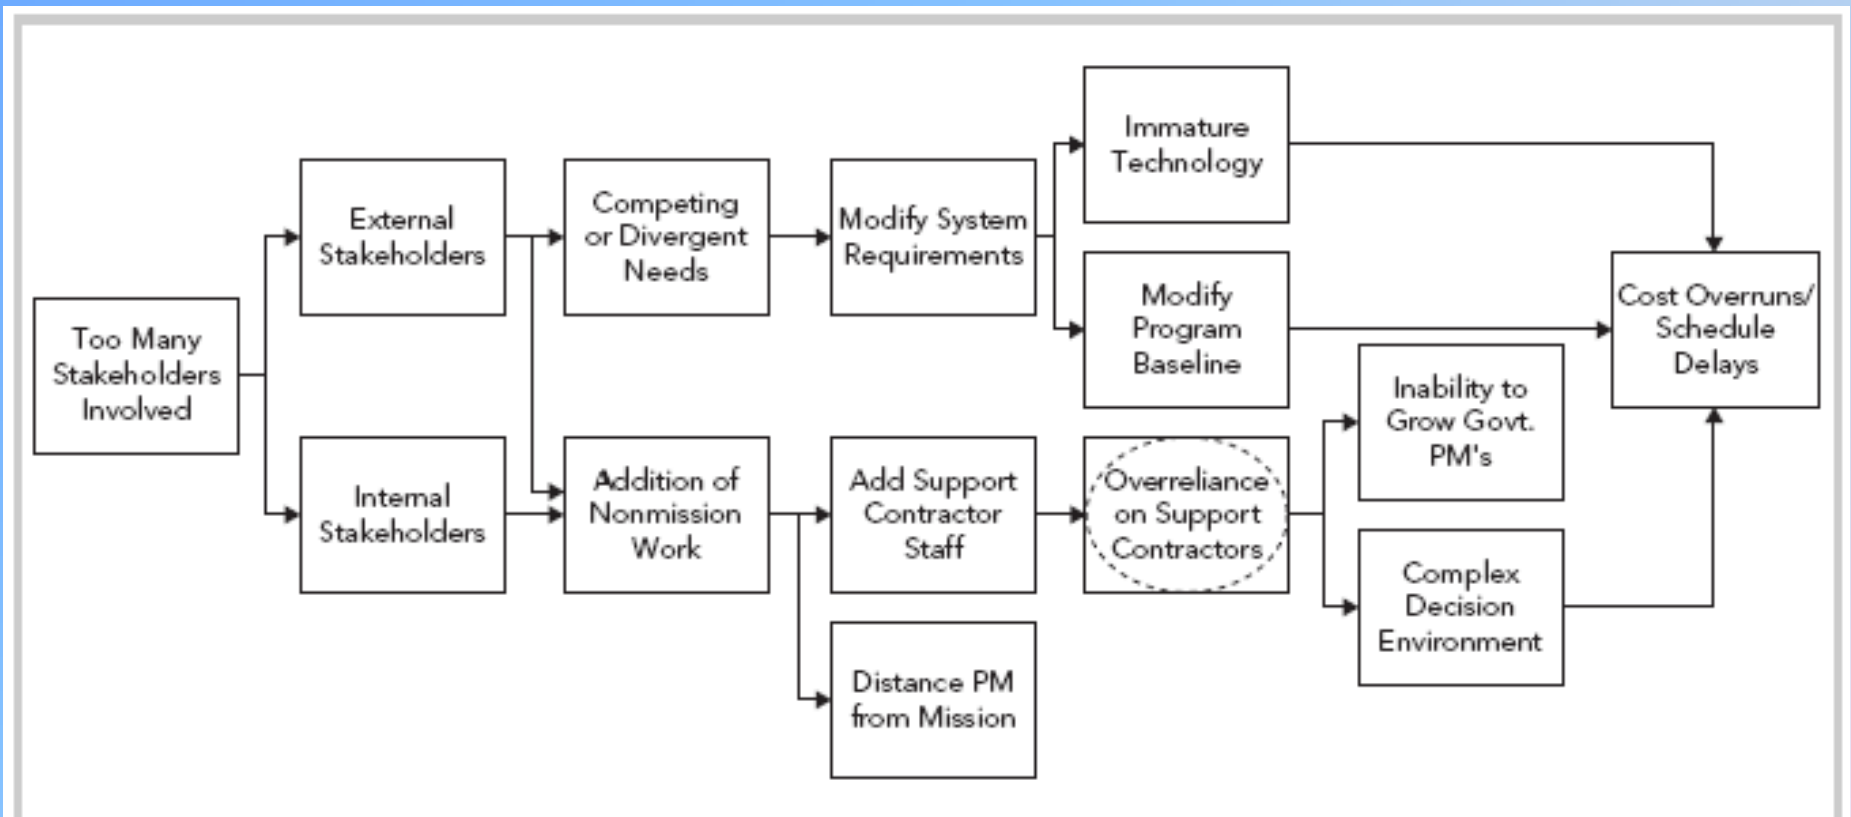 Too Many
Stakeholders
Involved
External
Stakeholders
Internal
Stakeholders
Competing
or Divergent
Needs
Addition of
Nonmission
Work
Modify System
Requirements
Add Support
Contractor
Staff
Distance PM
from Mission
Immature
Technology
Modify
Program
Baseline
Overreliance
on Support
Contractors
Inability to
Grow Govt.
PM's
Complex
Decision
Environment
Cost Overruns/
Schedule
Delays